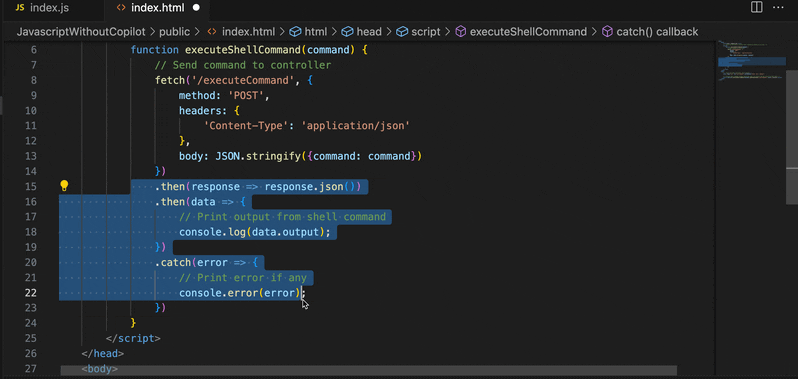 JS index.js
<> index.html
JavascriptWithoutCopilot > public > <> index.html > html > head > script > executeShellCommand > catch() callback
6 function executeShellCommand(command) {
7 // Send command to controller
8 fetch('/executeCommand', {
9 method: 'POST',
10 headers: {
11 'Content-Type': 'application/json'
12 },
13 body: JSON.stringify({command: command})
14 })
15 .then(response => response.json())
16 .then(data => {
17 // Print output from shell command
18 console.log(data.output);
19 })
20 .catch(error => {
21 // Print error if any
22 console.error(error);
23 })
24 }
25 </script>
26 </head>
27 <body>